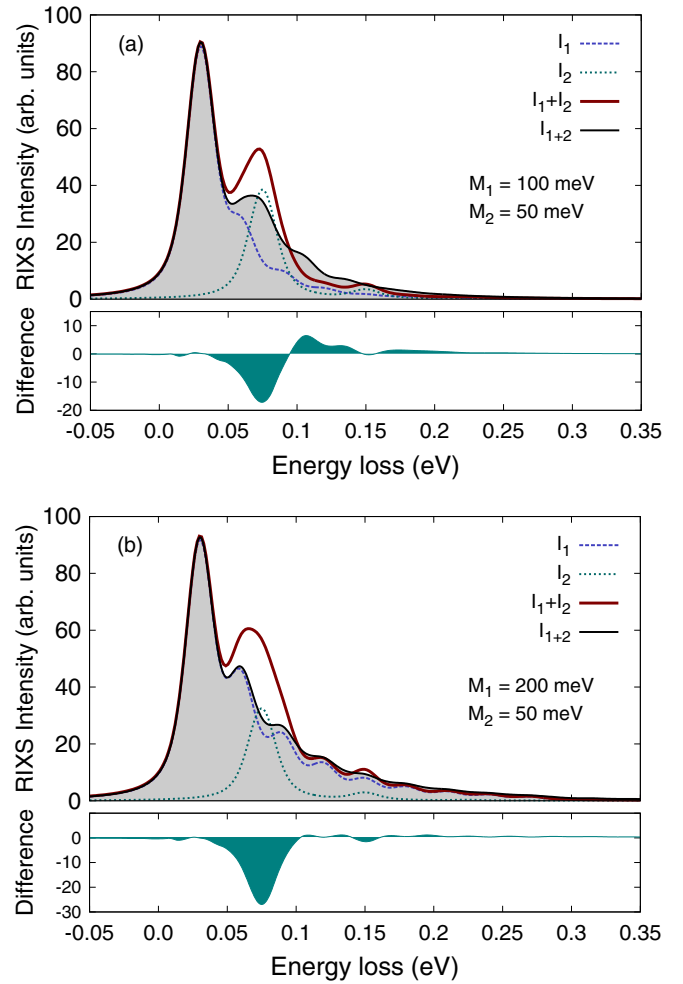 (a)
I1
I2
I1+I2
I1+2
M1 = 100 meV
M2 = 50 meV
RIXS Intensity (arb. units)
100
80
60
40
20
0
Difference
10
0
-10
-20
-0.05 0.0 0.05 0.1 0.15 0.2 0.25 0.3 0.35
Energy loss (eV)
(b)
I1
I2
I1+I2
I1+2
M1 = 200 meV
M2 = 50 meV
RIXS Intensity (arb. units)
100
80
60
40
20
0
Difference
0
-10
-20
-30
-0.05 0.0 0.05 0.1 0.15 0.2 0.25 0.3 0.35
Energy loss (eV)